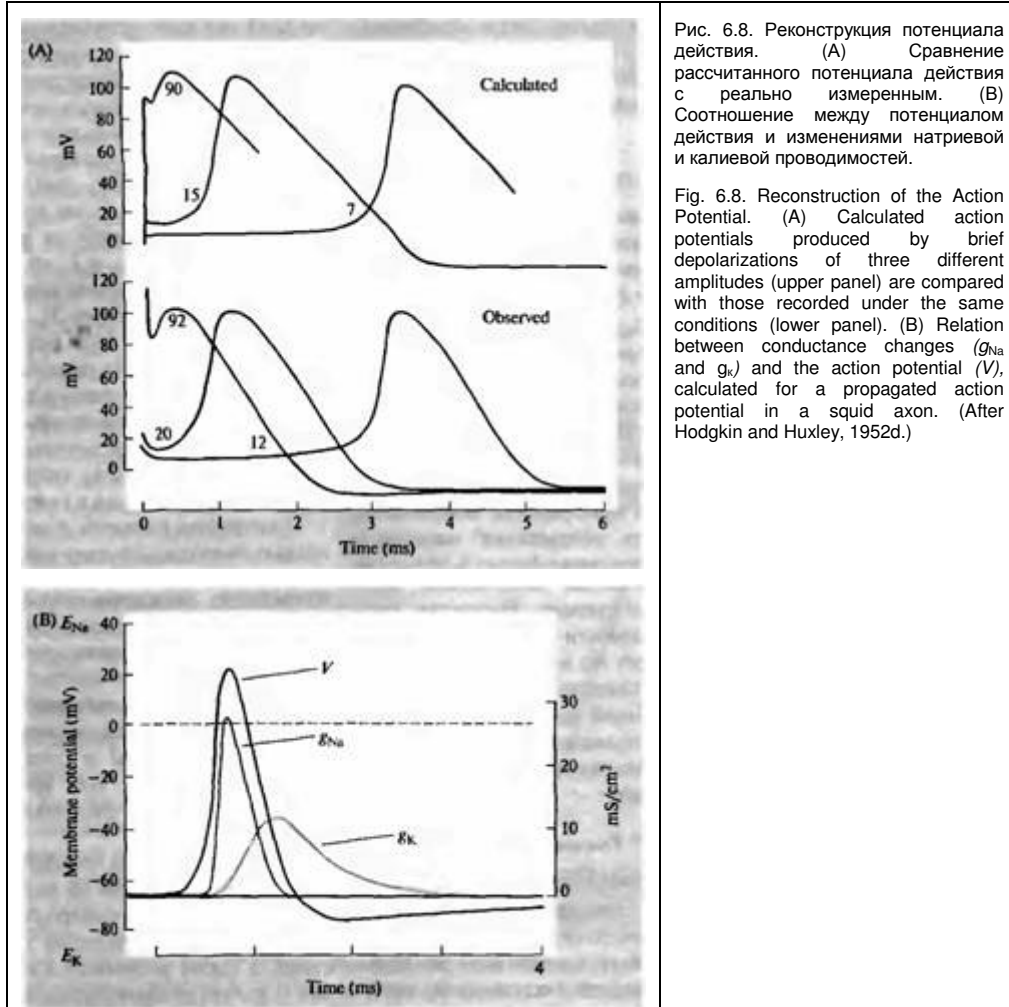 (A)
120
100
80
60
40
20
0
mV
90
15
7
Calculated
120
100
80
60
40
20
0
mV
92
20
12
Observed
0 1 2 3 4 5 6
Time (ms)
(B) E_Na
40
20
0
−20
−40
−60
−80
E_K
Membrane potential (mV)
V
g_Na
g_K
30
20
10
0
mS/cm²
4
Time (ms)
Рис. 6.8. Реконструкция потенциала
действия. (А) Сравнение
рассчитанного потенциала действия
с реально измеренным. (В)
Соотношение между потенциалом
действия и изменениями натриевой
и калиевой проводимостей.
Fig. 6.8. Reconstruction of the Action
Potential. (A) Calculated action
potentials produced by brief
depolarizations of three different
amplitudes (upper panel) are compared
with those recorded under the same
conditions (lower panel). (B) Relation
between conductance changes (g_Na
and g_к) and the action potential (V),
calculated for a propagated action
potential in a squid axon. (After
Hodgkin and Huxley, 1952d.)